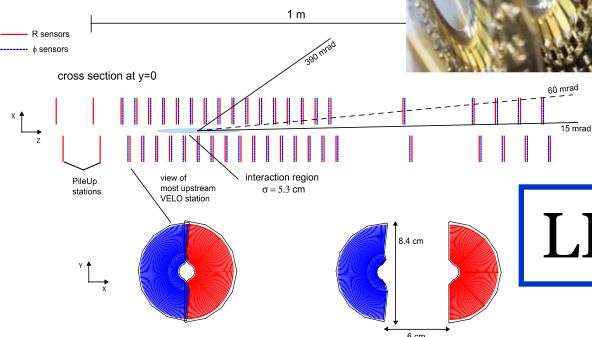 1 m
R sensors
ϕ sensors
390 mrad
cross section at y=0
60 mrad
X
Z
15 mrad
PileUp
stations
view of
most upstream
VELO station
interaction region
σ = 5.3 cm
8.4 cm
Y
X
6 cm